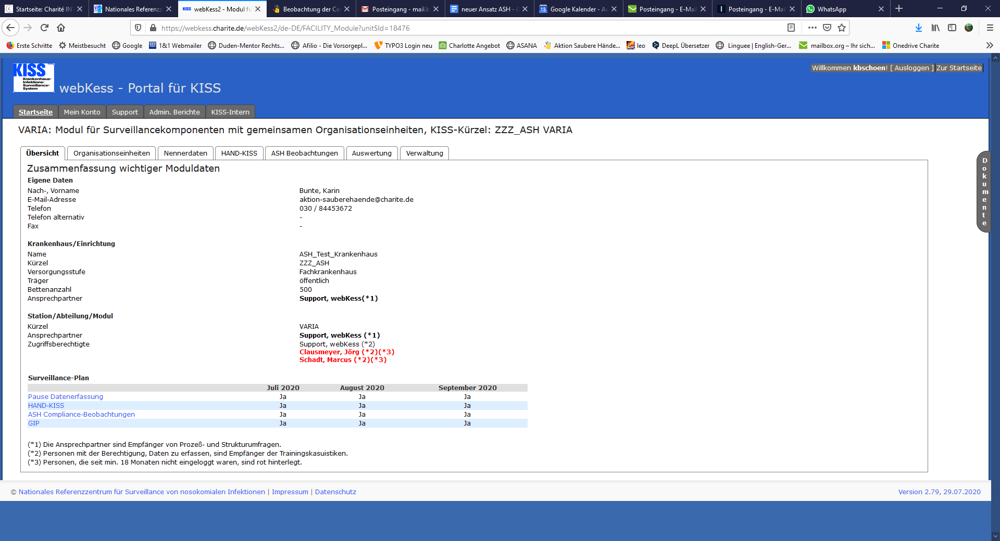 Startseite: Charité IN
Nationales Referenzz
webKess2 - Modul fü
Beobachtung der Co
Posteingang - mail.k
neuer Ansatz ASH - G
Google Kalender - Au
Posteingang - E-Mai
Posteingang - E-Mai
WhatsApp
https://webkess.charite.de/webKess2/de-DE/FACILITY_Module?unitSId=18476
Erste Schritte
Meistbesucht
Google
1&1 Webmailer
Duden-Mentor Rechts...
Afilio - Die Vorsorgepl...
TYPO3 Login neu
Charlotte Angebot
ASANA
Aktion Saubere Hände...
leo
DeepL Übersetzer
Linguee | English-Ger...
mailbox.org – Ihr sich...
Onedrive Charite
KISS
Krankenhaus-
Infektions-
Surveillance-
System
webKess - Portal für KISS
Willkommen kbschoen! [ Ausloggen ] Zur Startseite
Startseite
Mein Konto
Support
Admin. Berichte
KISS-Intern
VARIA: Modul für Surveillancekomponenten mit gemeinsamen Organisationseinheiten, KISS-Kürzel: ZZZ_ASH VARIA
Übersicht
Organisationseinheiten
Nennerdaten
HAND-KISS
ASH Beobachtungen
Auswertung
Verwaltung
Dokumente
Zusammenfassung wichtiger Moduldaten
Eigene Daten
Nach-, Vorname Bunte, Karin
E-Mail-Adresse aktion-sauberehaende@charite.de
Telefon 030 / 84453672
Telefon alternativ -
Fax -
Krankenhaus/Einrichtung
Name ASH_Test_Krankenhaus
Kürzel ZZZ_ASH
Versorgungsstufe Fachkrankenhaus
Träger öffentlich
Bettenanzahl 500
Ansprechpartner Support, webKess(*1)
Station/Abteilung/Modul
Kürzel VARIA
Ansprechpartner Support, webKess (*1)
Zugriffsberechtigte Support, webKess (*2)
Clausmeyer, Jörg (*2)(*3)
Schadt, Marcus (*2)(*3)
Surveillance-Plan
Juli 2020 August 2020 September 2020
Pause Datenerfassung Ja Ja Ja
HAND-KISS Ja Ja Ja
ASH Compliance-Beobachtungen Ja Ja Ja
GIP Ja Ja Ja
(*1) Die Ansprechpartner sind Empfänger von Prozeß- und Strukturumfragen.
(*2) Personen mit der Berechtigung, Daten zu erfassen, sind Empfänger der Trainingskasuistiken.
(*3) Personen, die seit min. 18 Monaten nicht eingeloggt waren, sind rot hinterlegt.
© Nationales Referenzzentrum für Surveillance von nosokomialen Infektionen | Impressum | Datenschutz
Version 2.79, 29.07.2020